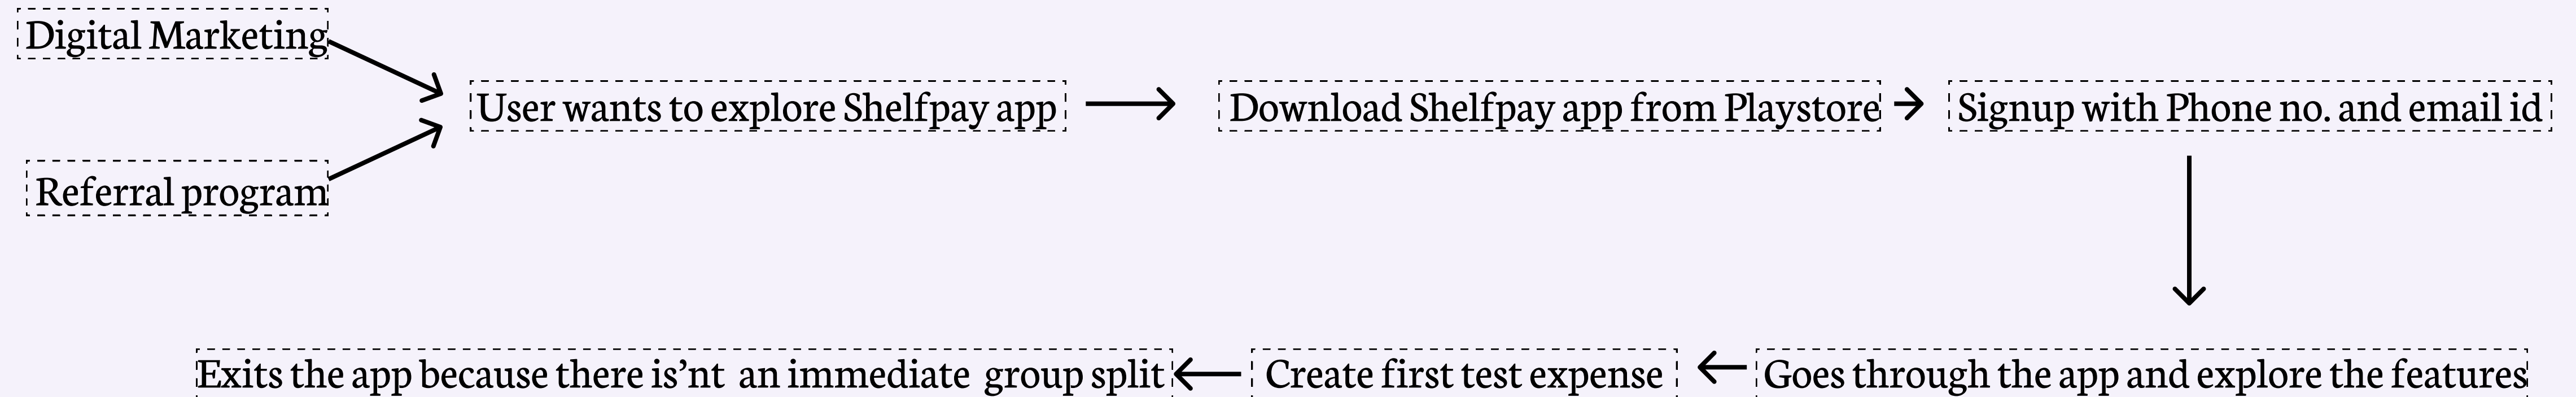 Digital Marketing
User wants to explore Shelfpay app
Download Shelfpay app from Playstore
Signup with Phone no. and email id
Referral program
Goes through the app and explore the features
Create first test expense
Exits the app because there is'nt an immediate group split